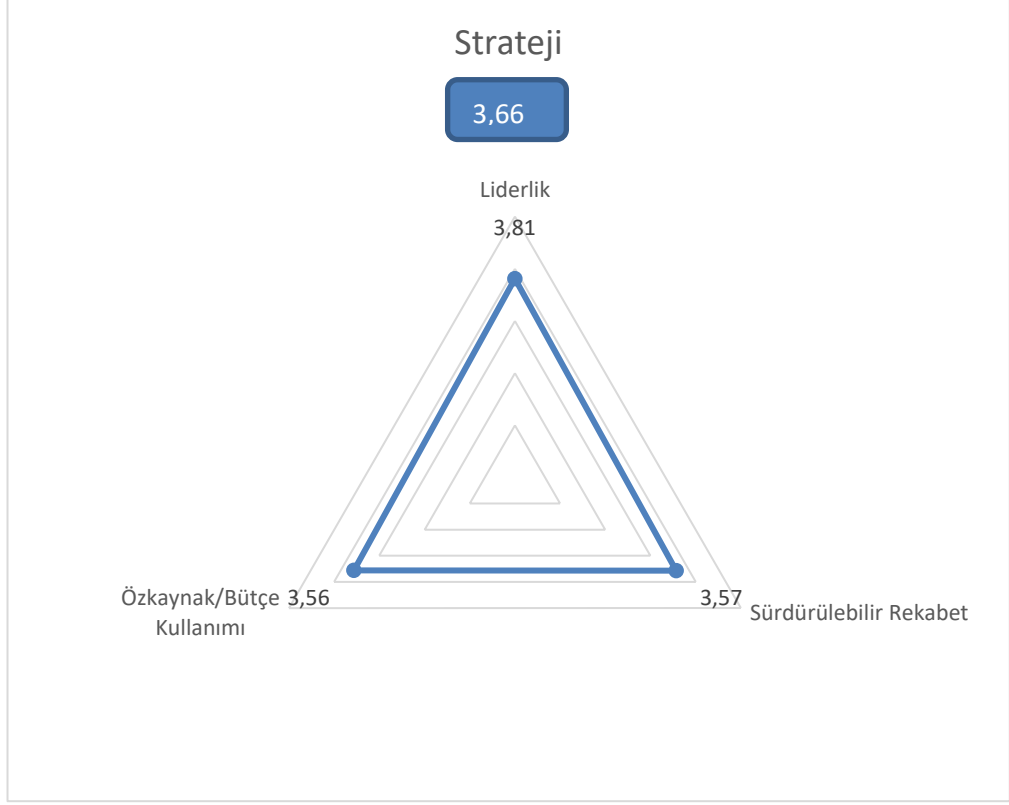 Strateji
3,66
Liderlik
3,81
Özkaynak/Bütçe
Kullanımı
3,56
3,57
Sürdürülebilir Rekabet